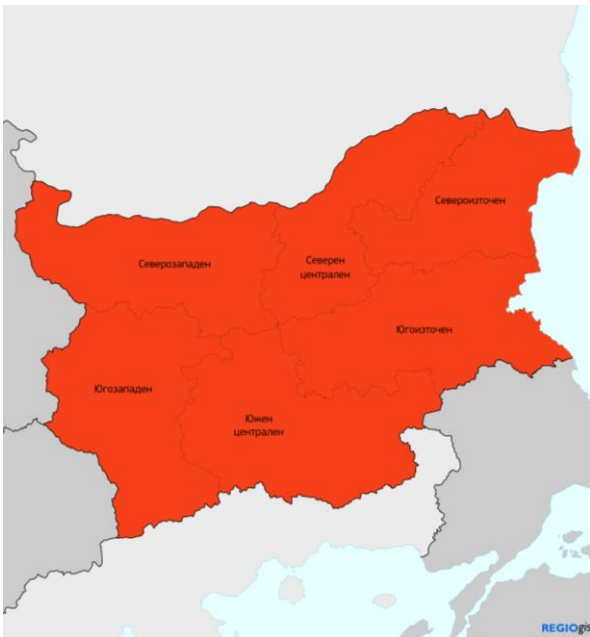 Североизточен
Северозападен
Северен
централен
Югоизточен
Югозападен
Южен
централен
REGIOgis